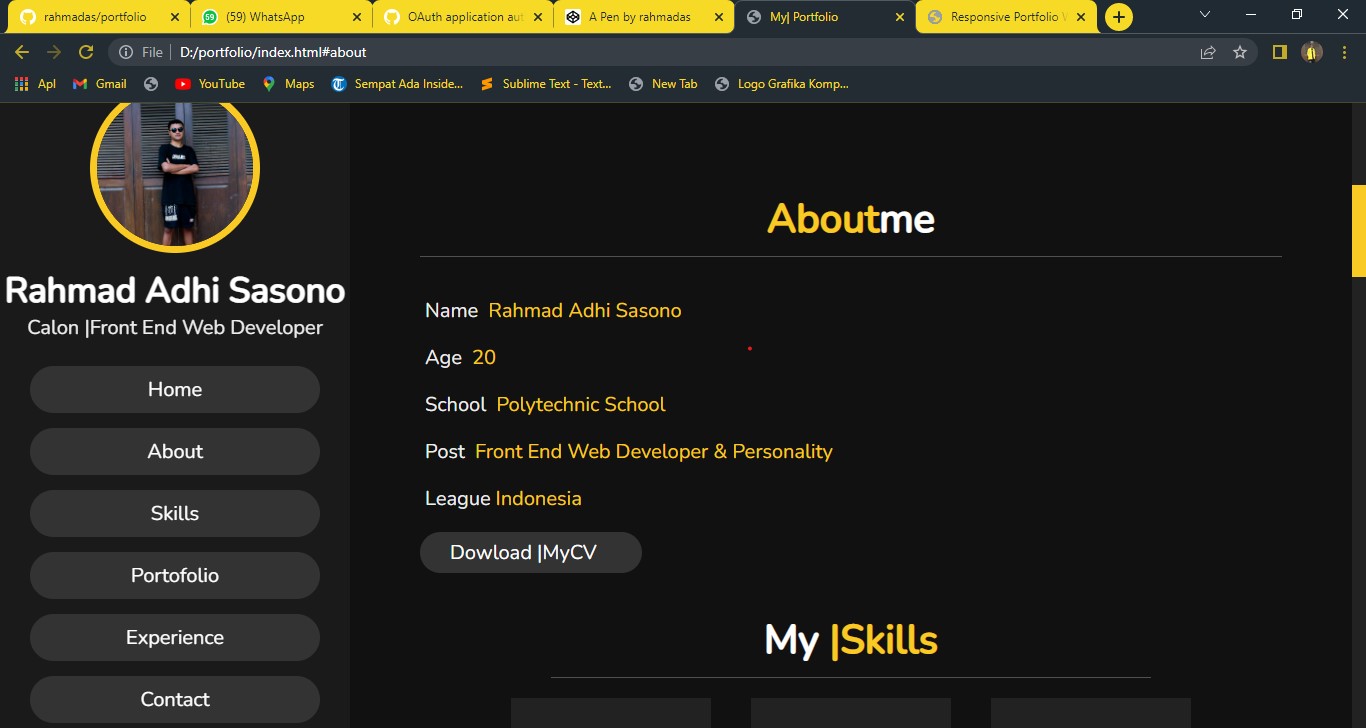 rahmadas/portfolio
59 (59) WhatsApp
OAuth application aut
A Pen by rahmadas
My| Portfolio
Responsive Portfolio W
File D:/portfolio/index.html#about
Apl
Gmail
YouTube
Maps
Sempat Ada Inside...
Sublime Text - Text...
New Tab
Logo Grafika Komp...
Rahmad Adhi Sasono
Calon |Front End Web Developer
Home
About
Skills
Portofolio
Experience
Contact
Aboutme
Name Rahmad Adhi Sasono
Age 20
School Polytechnic School
Post Front End Web Developer & Personality
League Indonesia
Dowload |MyCV
My |Skills